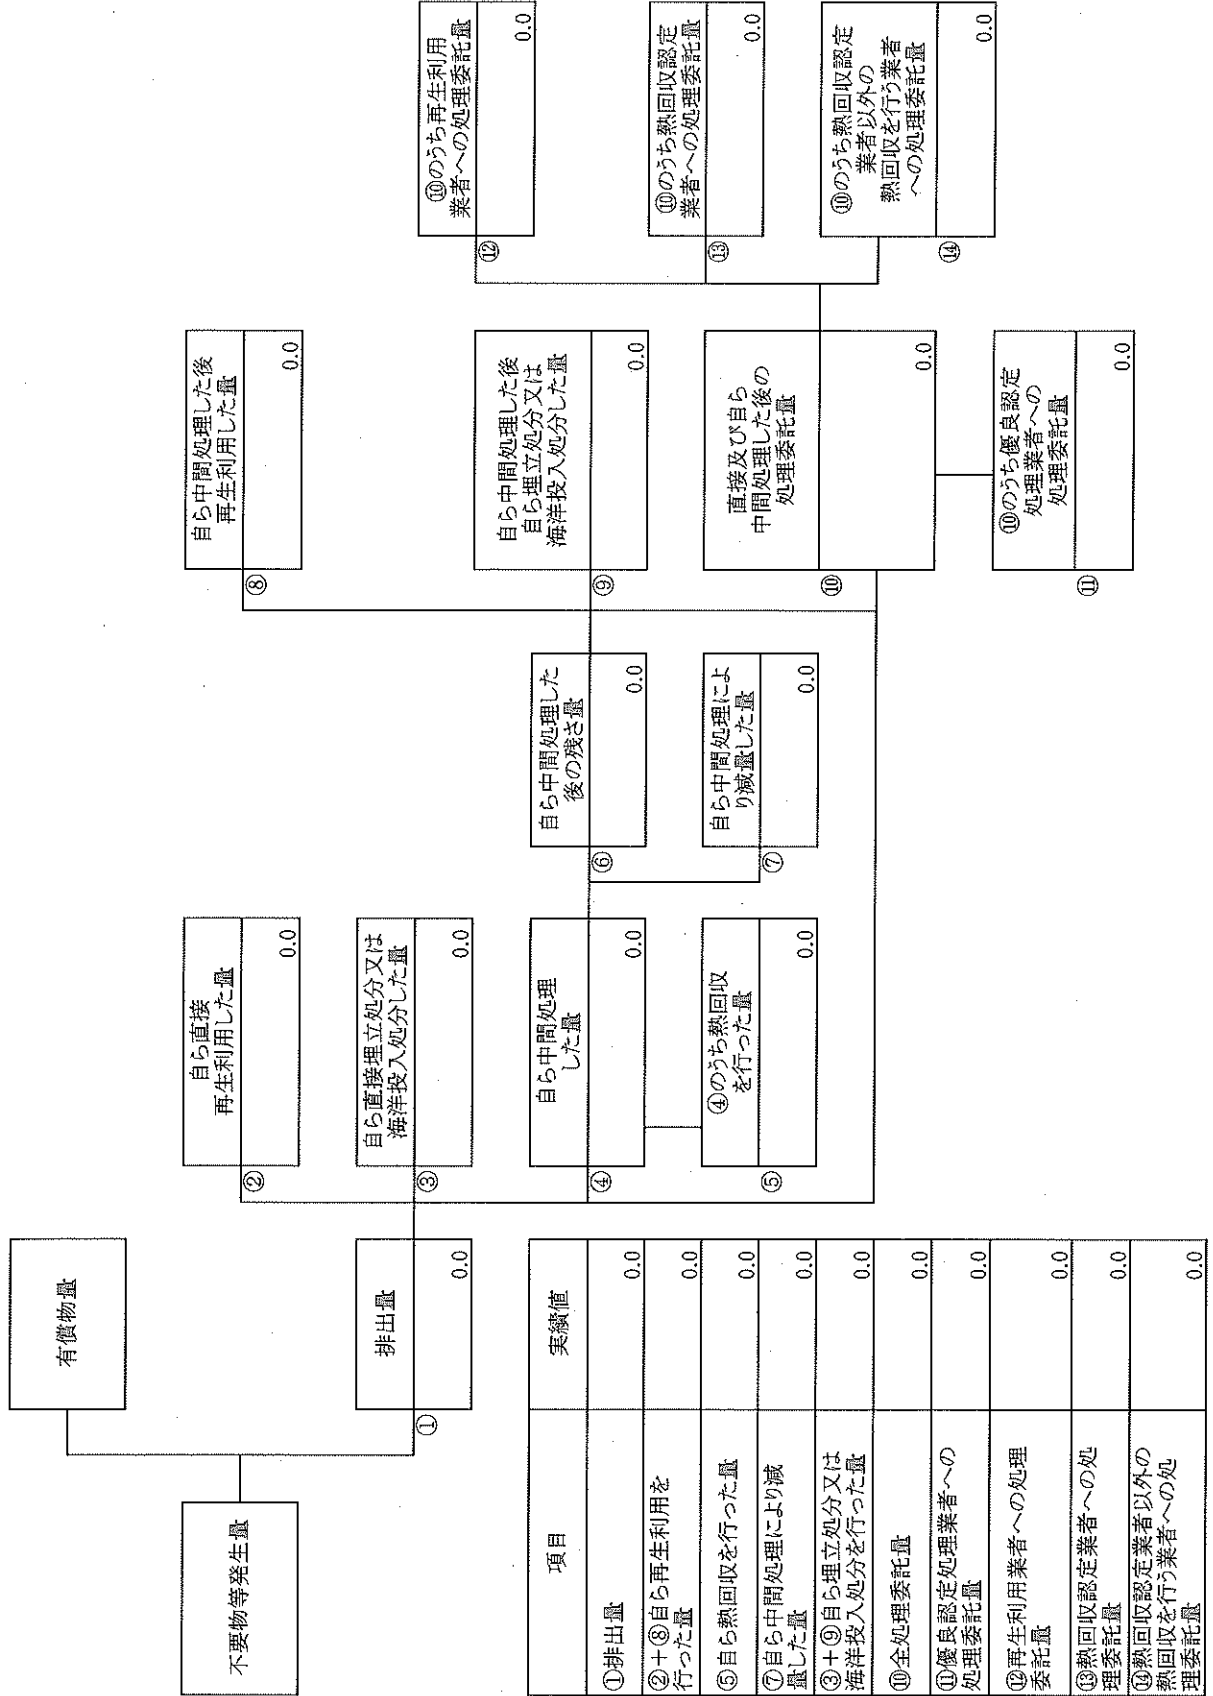 不要物等発生量
有償物量
①
排出量
0.0
②
自ら直接
再生利用した量
0.0
③
自ら直接埋立処分又は
海洋投入処分した量
0.0
④
自ら中間処理
した量
0.0
⑤
④のうち熱回収
を行った量
0.0
⑥
自ら中間処理した
後の残さ量
0.0
⑦
自ら中間処理によ
り減量した量
0.0
⑧
自ら中間処理した後
再生利用した量
0.0
⑨
自ら中間処理した後
自ら埋立処分又は
海洋投入処分した量
0.0
⑩
直接及び自ら
中間処理した後の
処理委託量
0.0
⑪
⑩のうち優良認定
処理業者への
処理委託量
0.0
⑫
⑩のうち再生利用
業者への処理委託量
0.0
⑬
⑩のうち熱回収認定
業者への処理委託量
0.0
⑭
⑩のうち熱回収認定
業者以外の
熱回収を行う業者
への処理委託量
0.0
項目
実績値
①排出量
0.0
②+⑧自ら再生利用を
行った量
0.0
⑤自ら熱回収を行った量
0.0
⑦自ら中間処理により減
量した量
0.0
③+⑨自ら埋立処分又は
海洋投入処分を行った量
0.0
⑩全処理委託量
0.0
⑪優良認定処理業者への
処理委託量
0.0
⑫再生利用業者への処理
委託量
0.0
⑬熱回収認定業者への処
理委託量
0.0
⑭熱回収認定業者以外の
熱回収を行う業者への処
理委託量
0.0